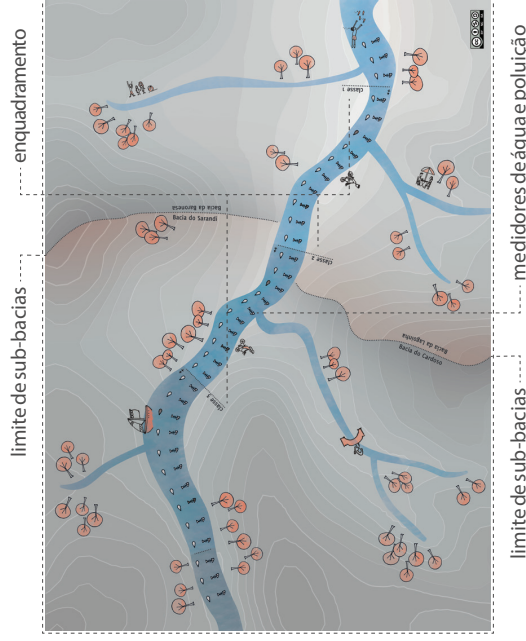 enquadramento
limite de sub-bacias
medidores de água e poluição
limite de sub-bacias
classe 1
Bacia da Baronesa
Bacia do Sarandi
classe 2
Bacia da Lagoinha
Bacia do Cardoso
classe 3